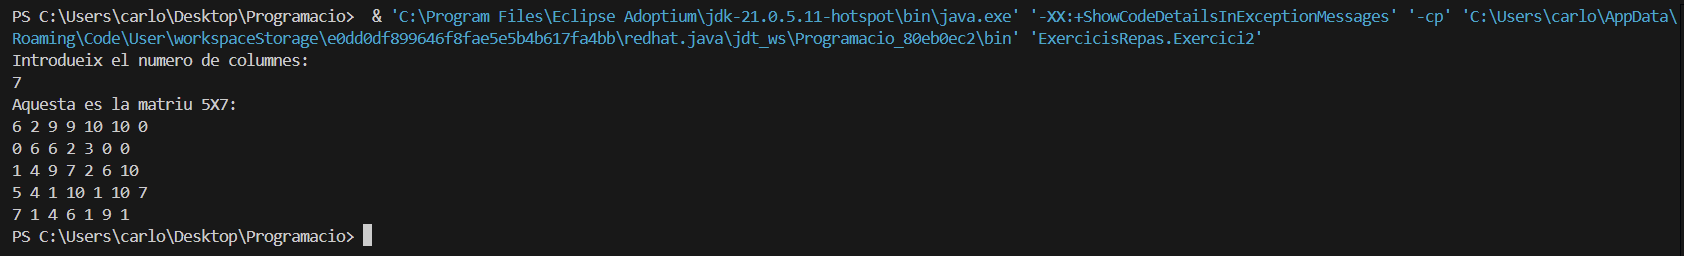 PS C:\Users\carlo\Desktop\Programacio>  & 'C:\Program Files\Eclipse Adoptium\jdk-21.0.5.11-hotspot\bin\java.exe' '-XX:+ShowCodeDetailsInExceptionMessages' '-cp' 'C:\Users\carlo\AppData\
Roaming\Code\User\workspaceStorage\e0dd0df899646f8fae5e5b4b617fa4bb\redhat.java\jdt_ws\Programacio_80eb0ec2\bin' 'ExercicisRepas.Exercici2'
Introdueix el numero de columnes:
7
Aquesta es la matriu 5X7:
6 2 9 9 10 10 0
0 6 6 2 3 0 0
1 4 9 7 2 6 10
5 4 1 10 1 10 7
7 1 4 6 1 9 1
PS C:\Users\carlo\Desktop\Programacio>